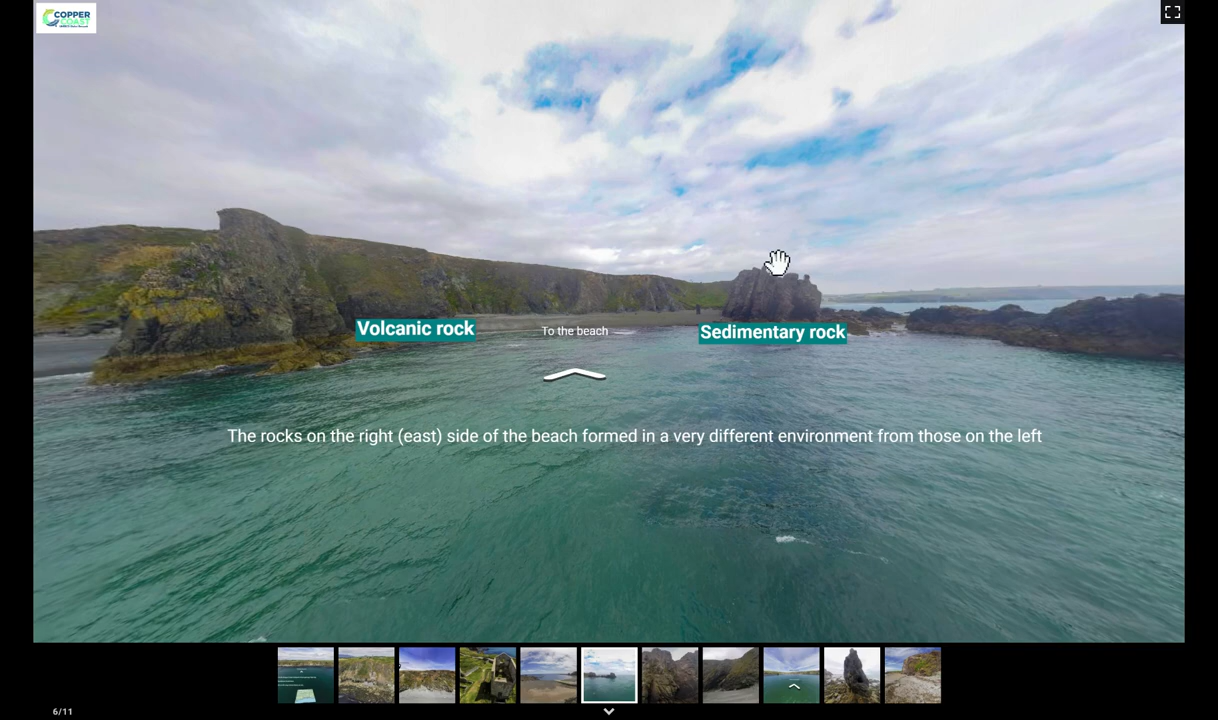 COPPER
COAST
Volcanic rock
To the beach
Sedimentary rock
The rocks on the right (east) side of the beach formed in a very different environment from those on the left
6/11